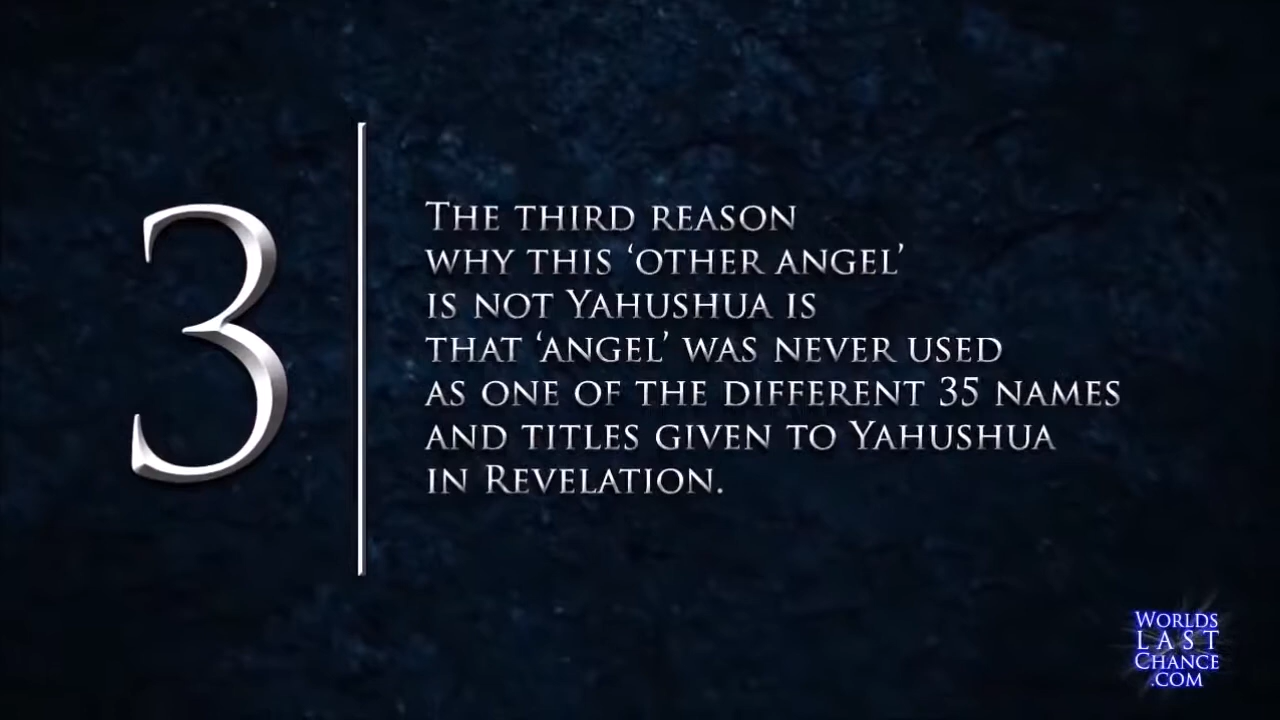 3
The third reason
why this ‘other angel’
is not Yahushua is
that ‘angel’ was never used
as one of the different 35 names
and titles given to Yahushua
in Revelation.
Worlds
Last
Chance
.com